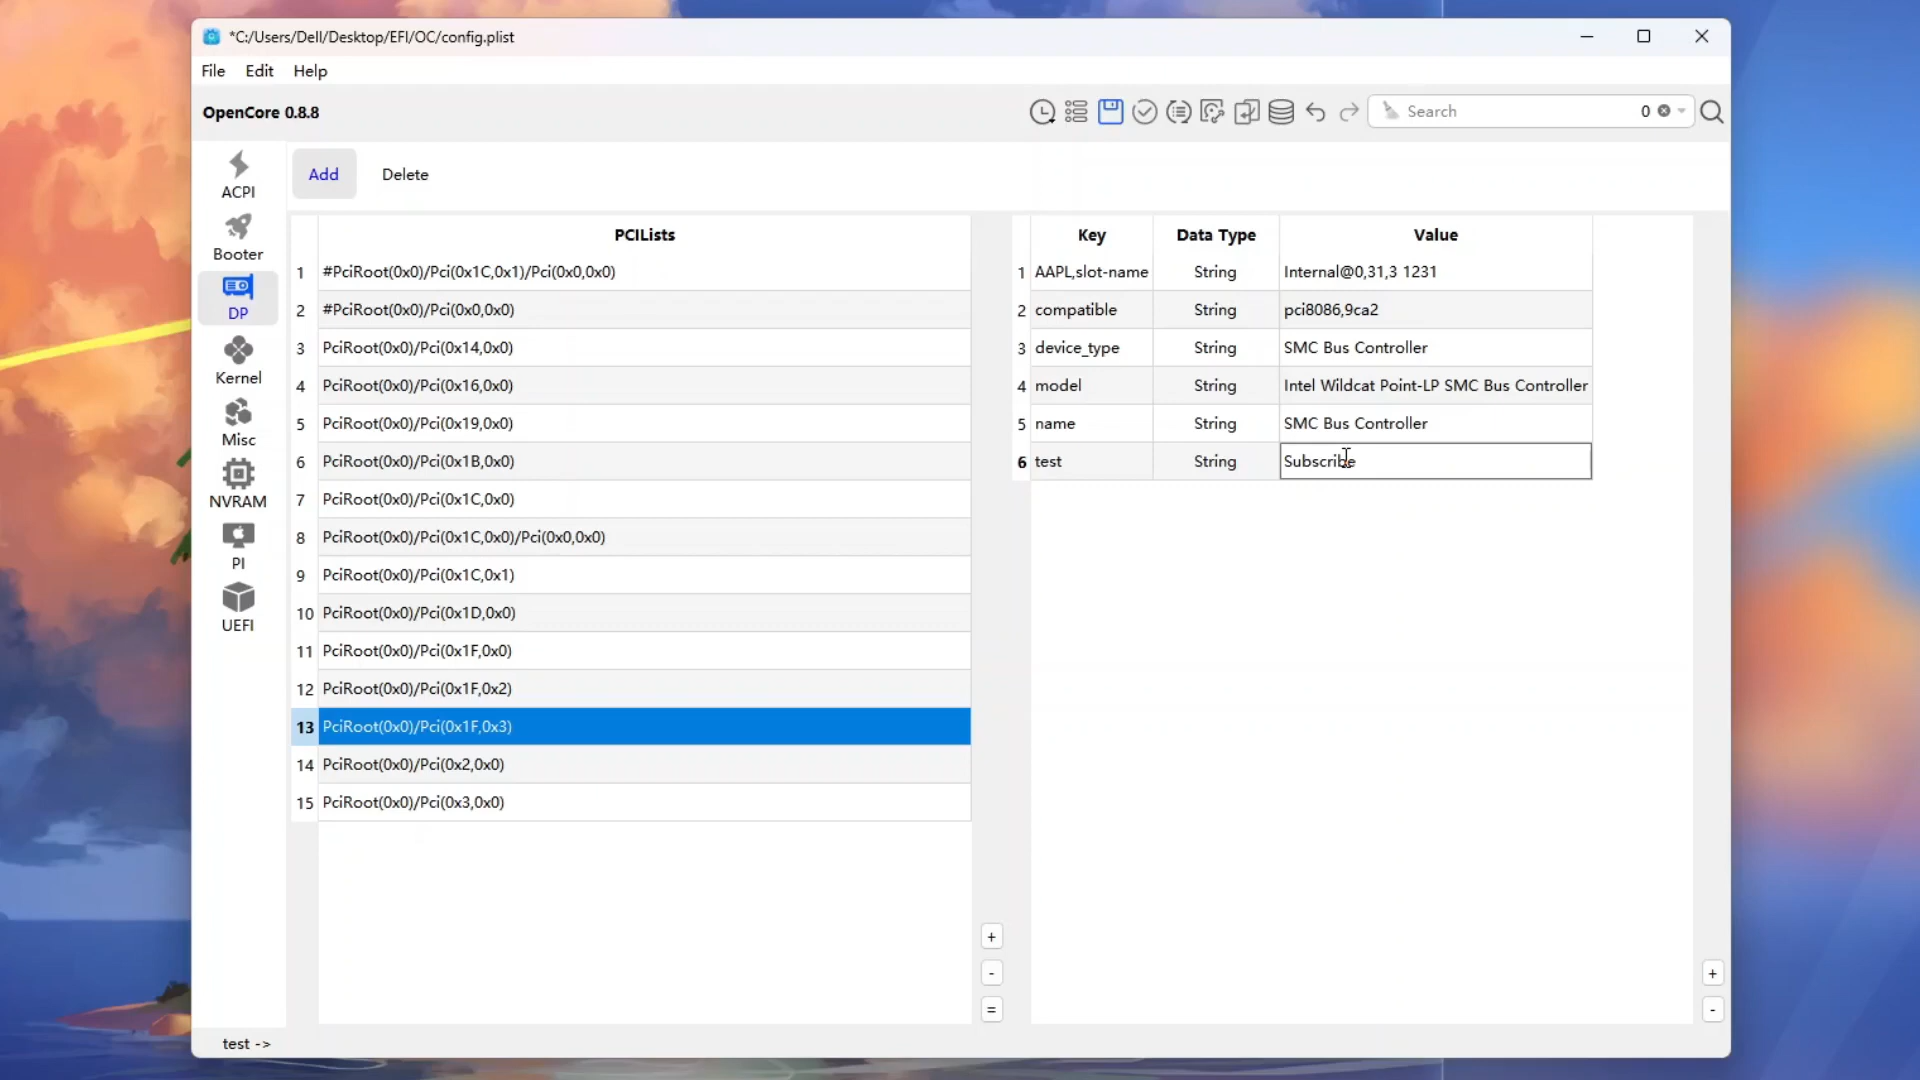 *C:/Users/Dell/Desktop/EFI/OC/config.plist
File Edit Help
OpenCore 0.8.8
Search 0
ACPI
Booter
DP
Kernel
Misc
NVRAM
PI
UEFI
Add Delete
PCILists
1 #PciRoot(0x0)/Pci(0x1C,0x1)/Pci(0x0,0x0)
2 #PciRoot(0x0)/Pci(0x0,0x0)
3 PciRoot(0x0)/Pci(0x14,0x0)
4 PciRoot(0x0)/Pci(0x16,0x0)
5 PciRoot(0x0)/Pci(0x19,0x0)
6 PciRoot(0x0)/Pci(0x1B,0x0)
7 PciRoot(0x0)/Pci(0x1C,0x0)
8 PciRoot(0x0)/Pci(0x1C,0x0)/Pci(0x0,0x0)
9 PciRoot(0x0)/Pci(0x1C,0x1)
10 PciRoot(0x0)/Pci(0x1D,0x0)
11 PciRoot(0x0)/Pci(0x1F,0x0)
12 PciRoot(0x0)/Pci(0x1F,0x2)
13 PciRoot(0x0)/Pci(0x1F,0x3)
14 PciRoot(0x0)/Pci(0x2,0x0)
15 PciRoot(0x0)/Pci(0x3,0x0)
+
-
=
Key Data Type Value
1 AAPL,slot-name String Internal@0,31,3 1231
2 compatible String pci8086,9ca2
3 device_type String SMC Bus Controller
4 model String Intel Wildcat Point-LP SMC Bus Controller
5 name String SMC Bus Controller
6 test String Subscribe
+
-
test ->